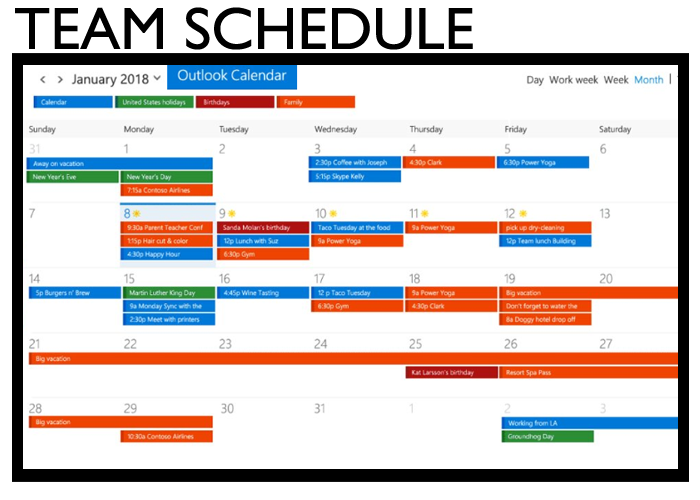 TEAM SCHEDULE
< > January 2018 Outlook Calendar Day Work week Week Month
Calendar United States holidays Birthdays Family
Sunday Monday Tuesday Wednesday Thursday Friday Saturday
31 1 2 3 4 5 6
Away on vacation 2:30p Coffee with Joseph 4:30p Clark 6:30p Power Yoga
New Year's Eve New Year's Day 5:15p Skype Kelly
7:15a Contoso Airlines
7 8 9 10 11 12 13
9:30a Parent Teacher Conf Sanda Molari's birthday Taco Tuesday at the food 9a Power Yoga pick up dry-cleaning
1:15p Hair cut & color 12p Lunch with Suz 9a Power Yoga 12p Team lunch Building
4:30p Happy Hour 6:30p Gym
14 15 16 17 18 19 20
5p Burgers n' Brew Martin Luther King Day 4:45p Wine Tasting 12 p Taco Tuesday 9a Power Yoga Big vacation
9a Monday Sync with the 6:30p Gym 4:30p Clark Don't forget to water the
2:30p Meet with printers 8a Doggy hotel drop off
21 22 23 24 25 26 27
Big vacation
Kat Larsson's birthday Resort Spa Pass
28 29 30 31 1 2 3
Big vacation Working from LA
10:30a Contoso Airlines Groundhog Day